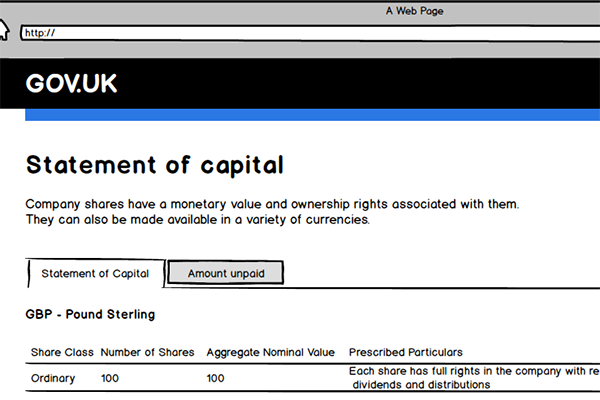 A Web Page
http://
GOV.UK
Statement of capital
Company shares have a monetary value and ownership rights associated with them.
They can also be made available in a variety of currencies.
Statement of Capital Amount unpaid
GBP - Pound Sterling
Share Class Number of Shares Aggregate Nominal Value Prescribed Particulars
Ordinary 100 100 Each share has full rights in the company with
dividends and distributions